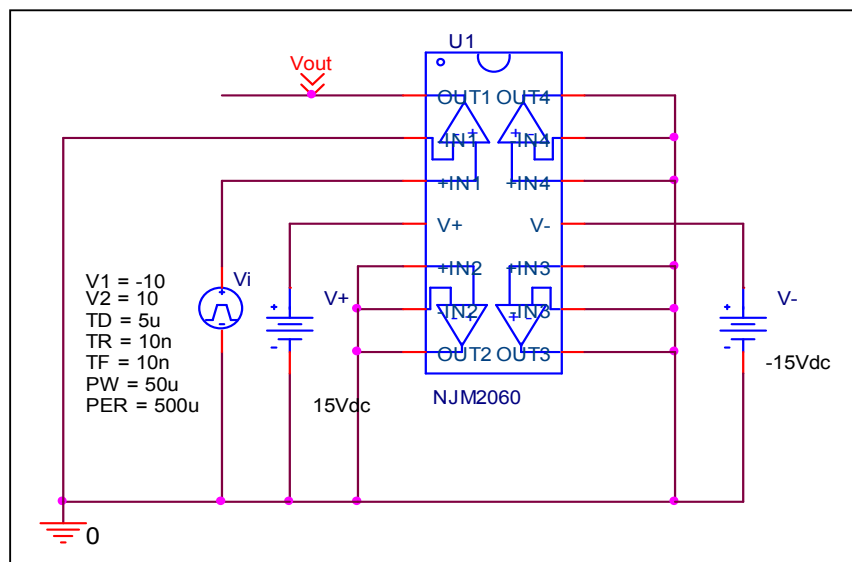 U1
Vout
OUT1 OUT4
-IN1 -IN4
+IN1 +IN4
V+ V-
+IN2 +IN3
-IN2 -IN3
OUT2 OUT3
NJM2060
Vi
V1 = -10
V2 = 10
TD = 5u
TR = 10n
TF = 10n
PW = 50u
PER = 500u
V+
15Vdc
V-
-15Vdc
0